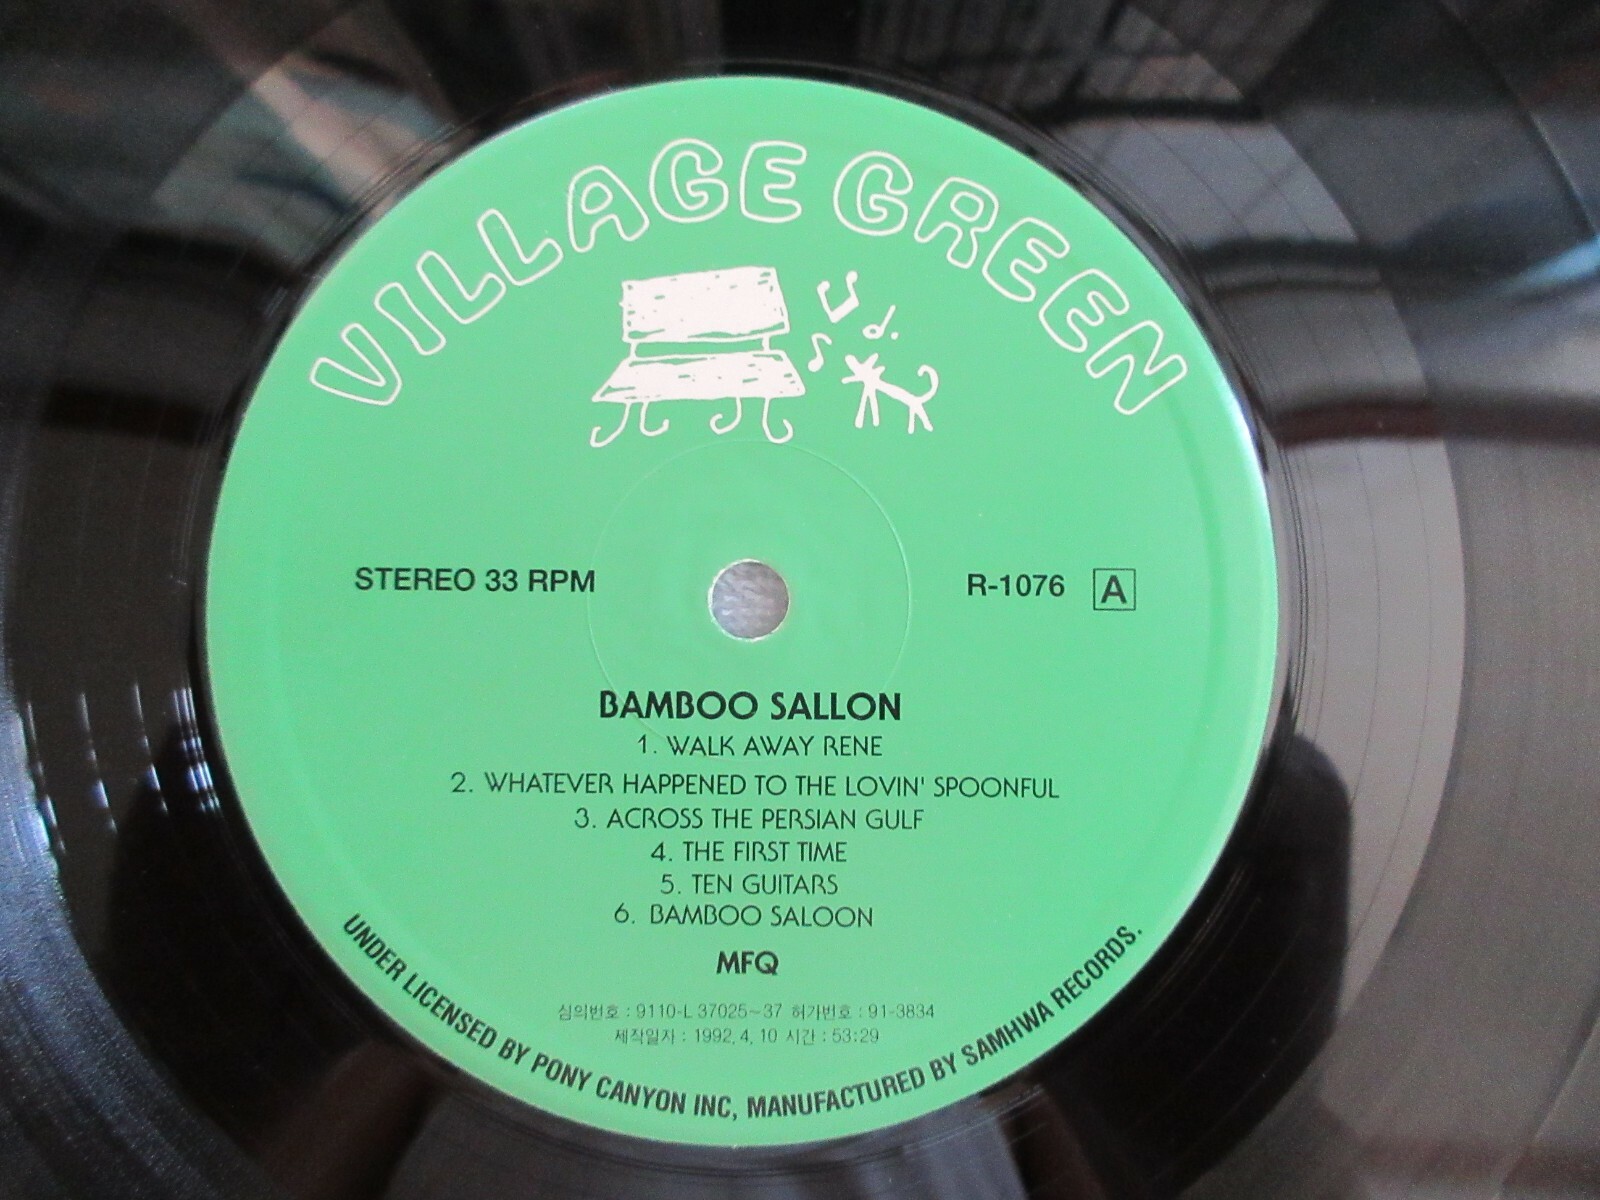 VILLAGE GREEN
STEREO 33 RPM
R-1076 A
BAMBOO SALLON
1. WALK AWAY RENE
2. WHATEVER HAPPENED TO THE LOVIN' SPOONFUL
3. ACROSS THE PERSIAN GULF
4. THE FIRST TIME
5. TEN GUITARS
6. BAMBOO SALOON
MFQ
심의번호 : 9110-L 37025~37 허가번호 : 91-3834
제작일자 : 1992. 4. 10 시간 : 53:29
UNDER LICENSED BY PONY CANYON INC, MANUFACTURED BY SAMHWA RECORDS.